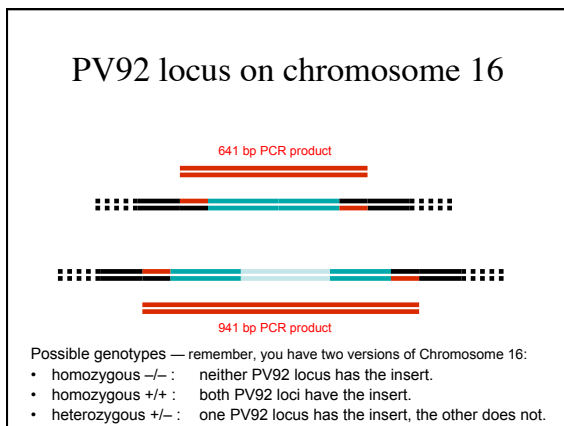 PV92 locus on chromosome 16
641 bp PCR product
941 bp PCR product
Possible genotypes — remember, you have two versions of Chromosome 16:
• homozygous –/– : neither PV92 locus has the insert.
• homozygous +/+ : both PV92 loci have the insert.
• heterozygous +/– : one PV92 locus has the insert, the other does not.